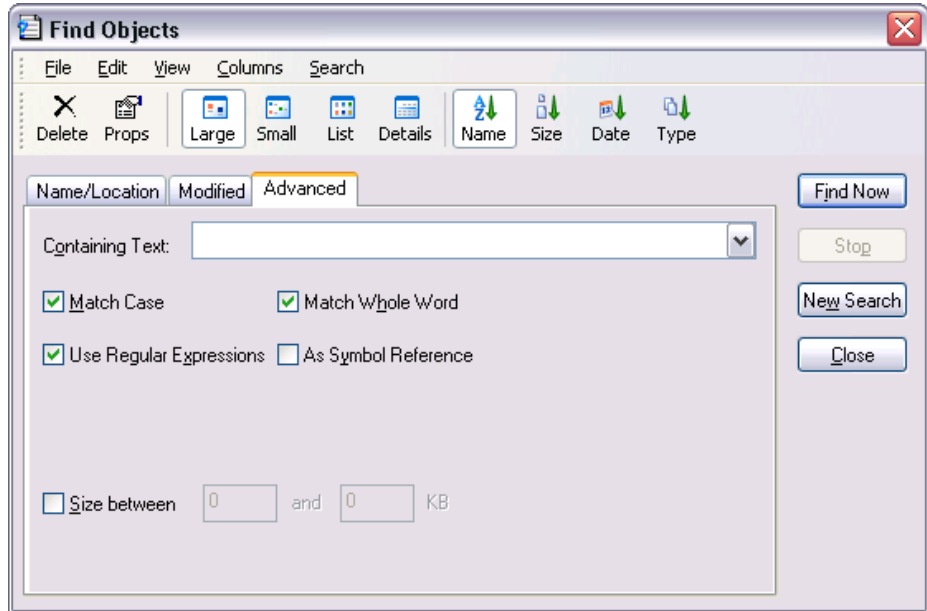 Find Objects
File Edit View Columns Search
Delete Props Large Small List Details Name Size Date Type
Name/Location Modified Advanced
Find Now
Containing Text:
Stop
Match Case Match Whole Word
New Search
Use Regular Expressions As Symbol Reference
Close
Size between 0 and 0 KB